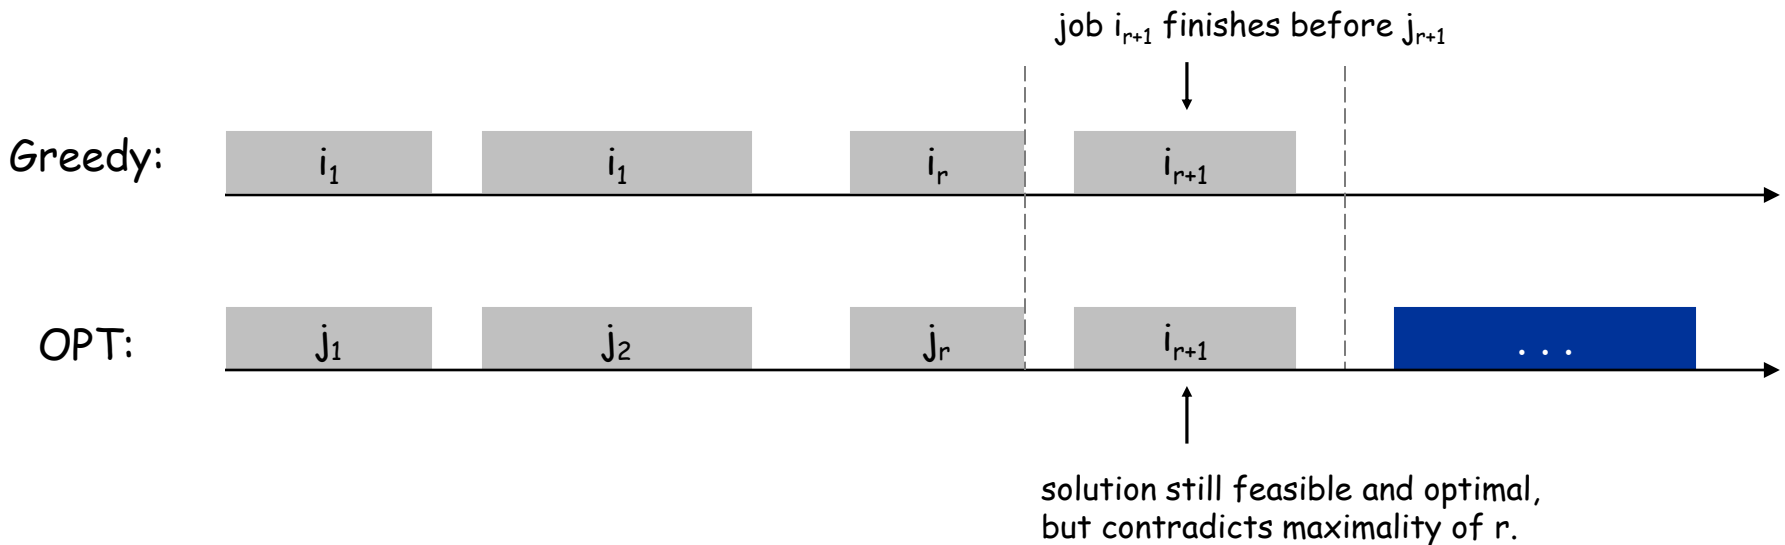 job i_{r+1} finishes before j_{r+1}
Greedy: i_1 i_1 i_r i_{r+1}
OPT: j_1 j_2 j_r i_{r+1} . . .
solution still feasible and optimal,
but contradicts maximality of r.